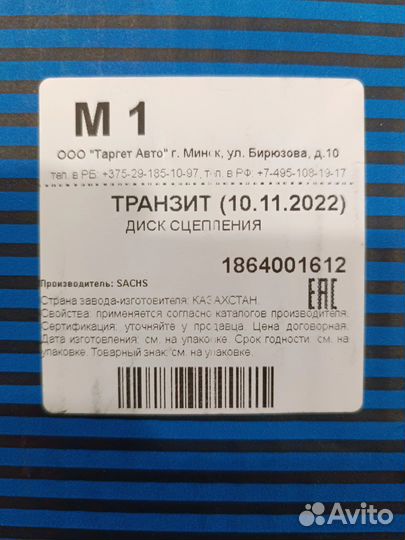 М 1
ООО "Таргет Авто" г. Минск, ул. Бирюзова, д.10
тел. в РБ: +375-29-185-10-97, тел. в РФ: +7-495-108-19-17
ТРАНЗИТ (10.11.2022)
ДИСК СЦЕПЛЕНИЯ
1864001612
EAC
Производитель: SACHS
Страна завода-изготовителя: КАЗАХСТАН.
Свойства: применяется согласно каталогов производителя.
Сертификация: уточняйте у продавца. Цена договорная.
Дата изготовления: см. на упаковке. Срок годности: см. на
упаковке. Товарный знак: см. на упаковке.
Avito